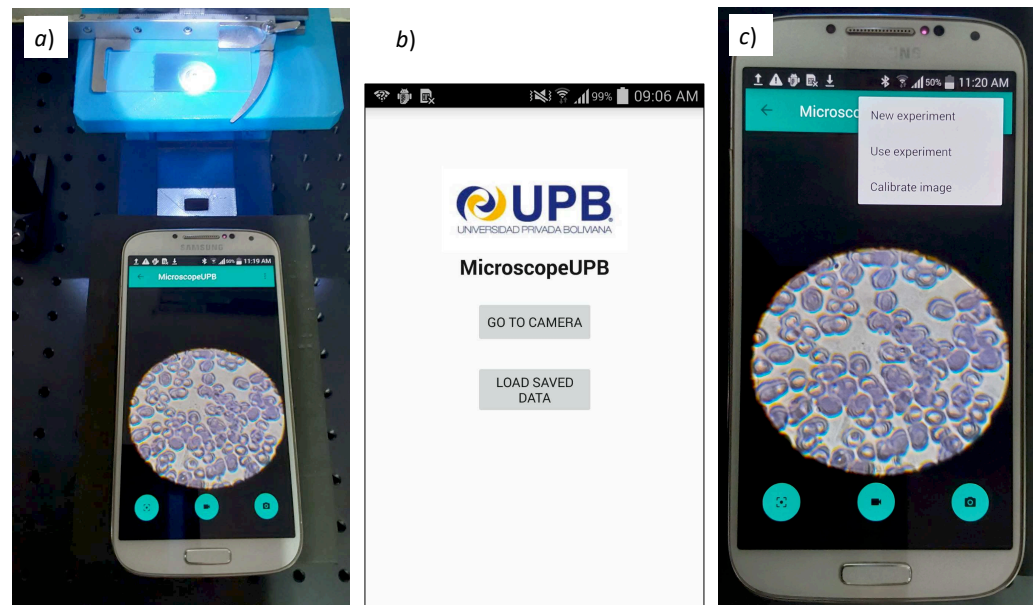 a)
SAMSUNG
11:19 AM
MicroscopeUPB
b)
99% 09:06 AM
UPB
UNIVERSIDAD PRIVADA BOLIVIANA
MicroscopeUPB
GO TO CAMERA
LOAD SAVED
DATA
c)
50% 11:20 AM
Microsc
New experiment
Use experiment
Calibrate image